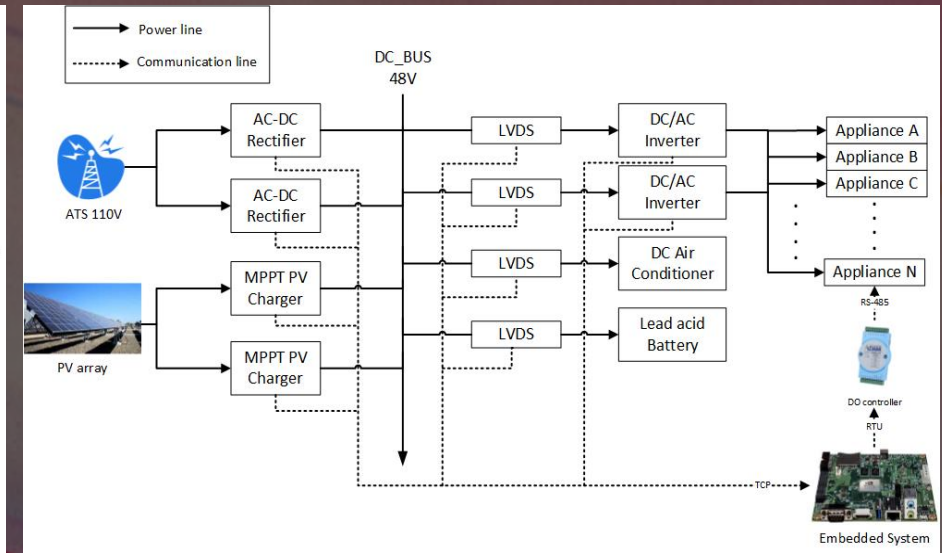 Power line
Communication line
DC_BUS
48V
AC-DC
Rectifier
LVDS
DC/AC
Inverter
Appliance A
Appliance B
Appliance C
ATS 110V
AC-DC
Rectifier
LVDS
DC/AC
Inverter
MPPT PV
Charger
LVDS
DC Air
Conditioner
Appliance N
RS-485
PV array
MPPT PV
Charger
LVDS
Lead acid
Battery
DO controller
RTU
TCP
Embedded System